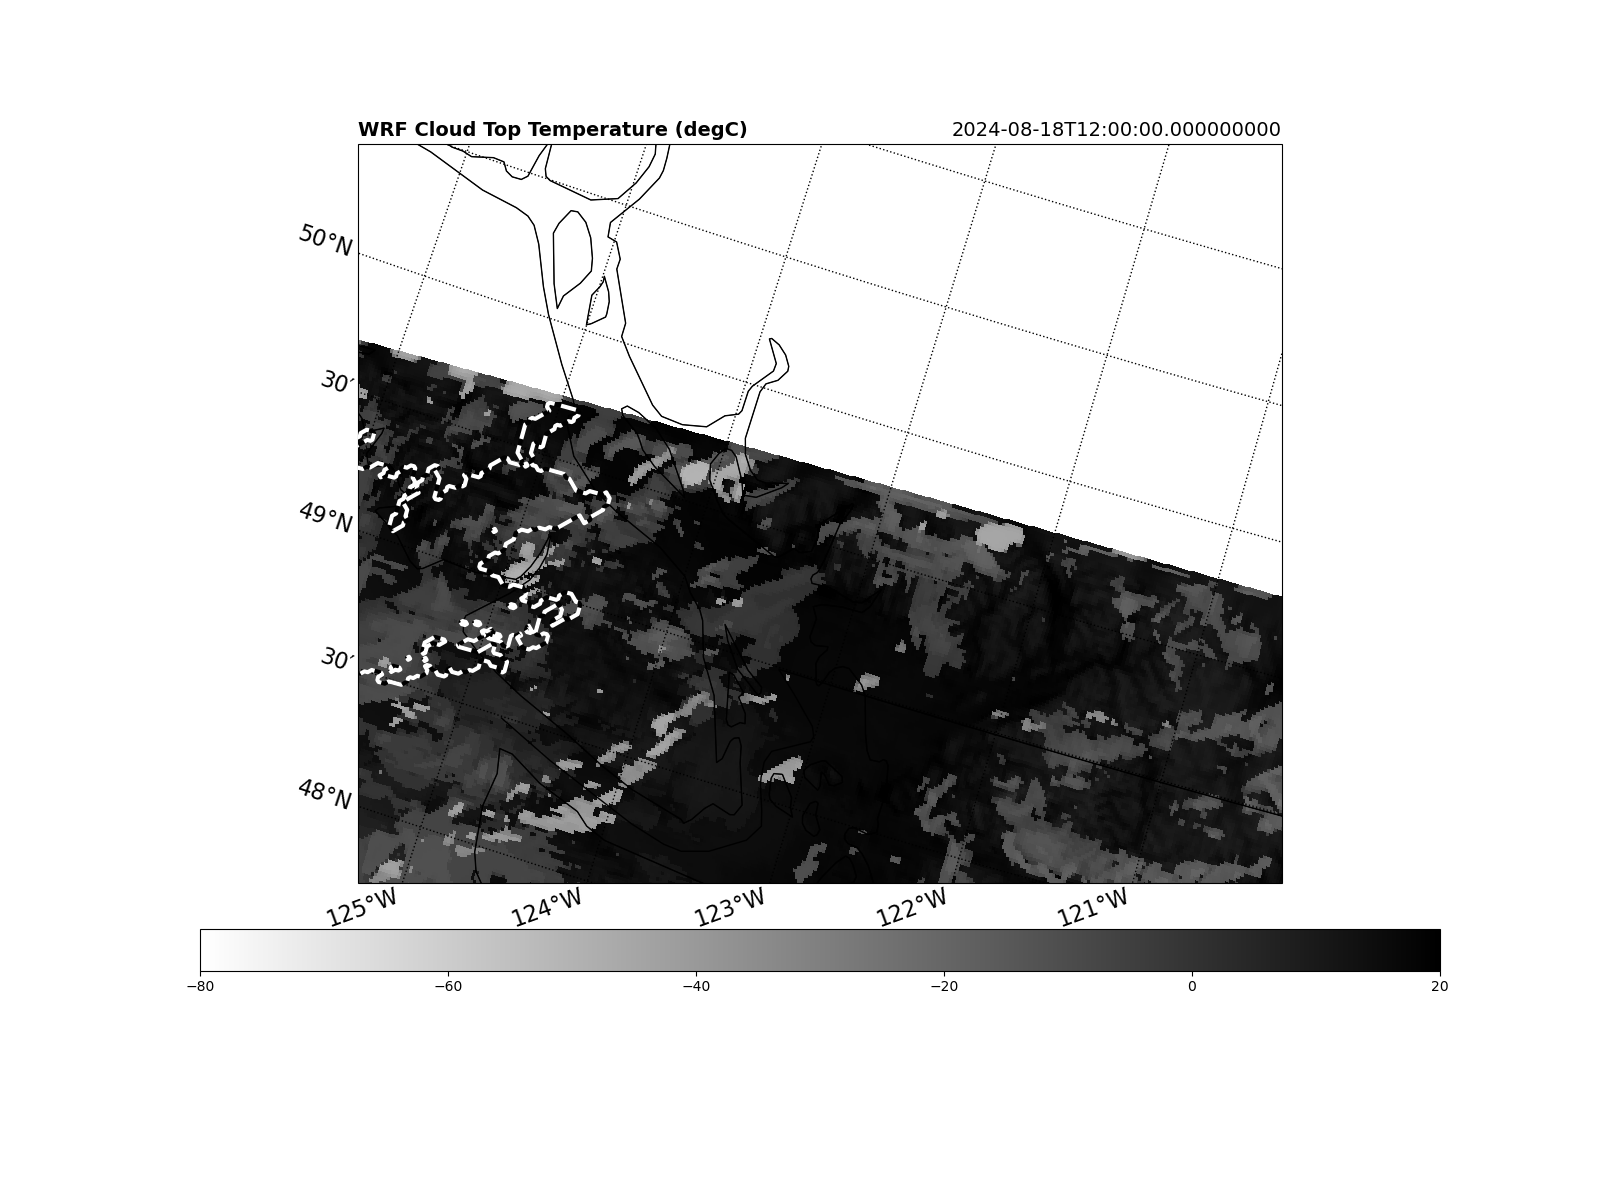 WRF Cloud Top Temperature (degC)
2024-08-18T12:00:00.000000000
50°N
30′
49°N
30′
48°N
125°W
124°W
123°W
122°W
121°W
−80
−60
−40
−20
0
20